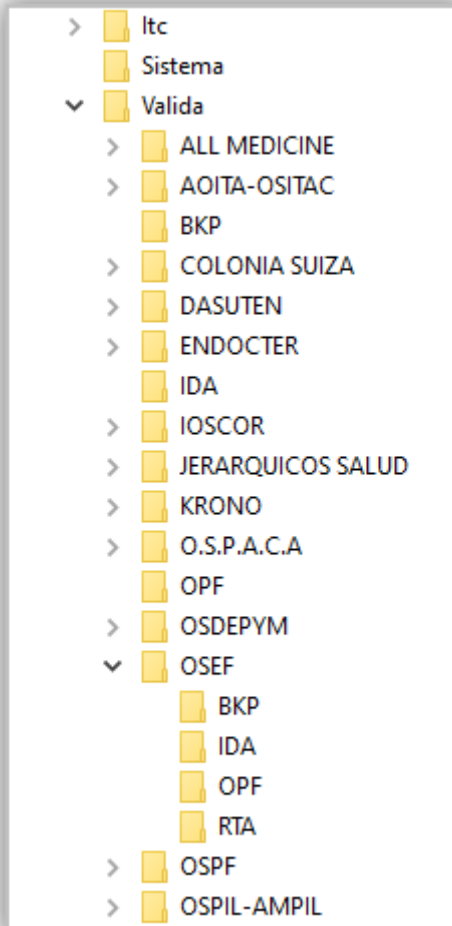 Itc
Sistema
Valida
ALL MEDICINE
AOITA-OSITAC
BKP
COLONIA SUIZA
DASUTEN
ENDOCTER
IDA
IOSCOR
JERARQUICOS SALUD
KRONO
O.S.P.A.C.A
OPF
OSDEPYM
OSEF
BKP
IDA
OPF
RTA
OSPF
OSPIL-AMPIL